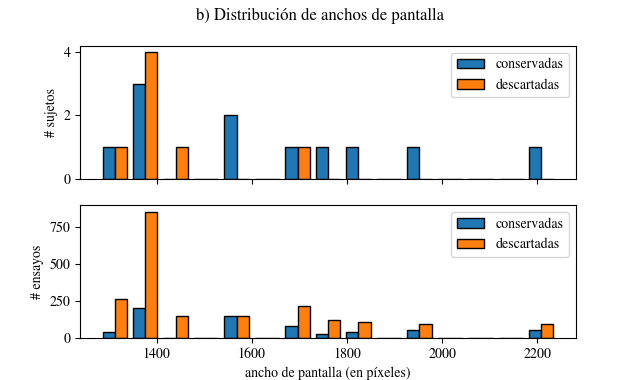 b) Distribución de anchos de pantalla
4
2
0
# sujetos
conservadas
descartadas
750
500
250
0
# ensayos
conservadas
descartadas
1400 1600 1800 2000 2200
ancho de pantalla (en píxeles)